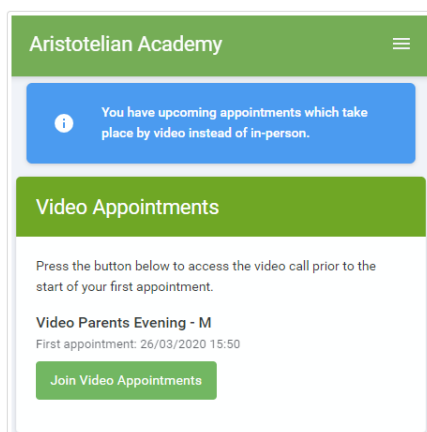 Aristotelian Academy
You have upcoming appointments which take
place by video instead of in-person.
Video Appointments
Press the button below to access the video call prior to the
start of your first appointment.
Video Parents Evening - M
First appointment: 26/03/2020 15:50
Join Video Appointments